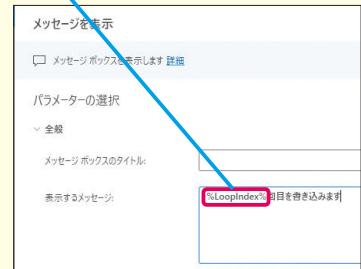 メッセージを表示
メッセージ ボックスを表示します 詳細
パラメーターの選択
全般
メッセージ ボックスのタイトル:
表示するメッセージ:
%LoopIndex%回目を書き込みます